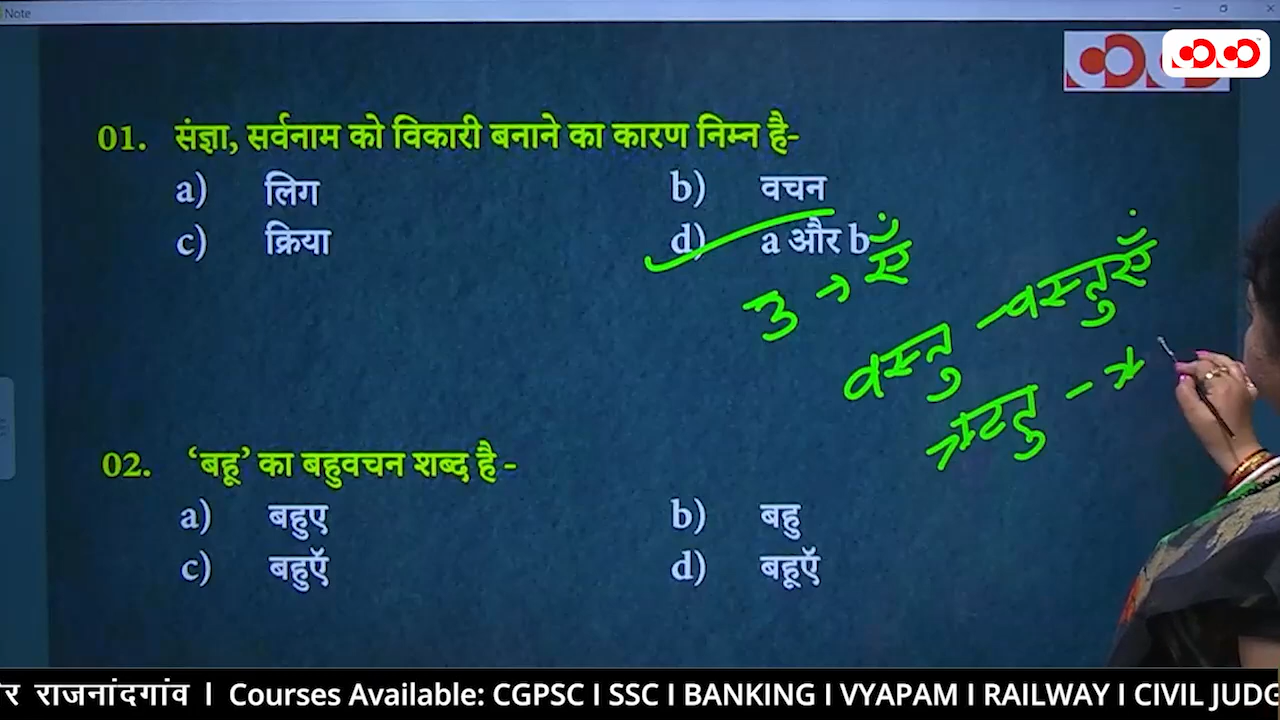 Note
01. संज्ञा, सर्वनाम को विकारी बनाने का कारण निम्न है-
a) लिग b) वचन
c) क्रिया d) a और b
उ → एँ
वस्तु - वस्तुएँ
ऋतु - ऋ
02. ‘बहू’ का बहुवचन शब्द है -
a) बहुए b) बहु
c) बहुएॅ d) बहूएॅ
राजनांदगांव । Courses Available: CGPSC I SSC I BANKING I VYAPAM I RAILWAY I CIVIL